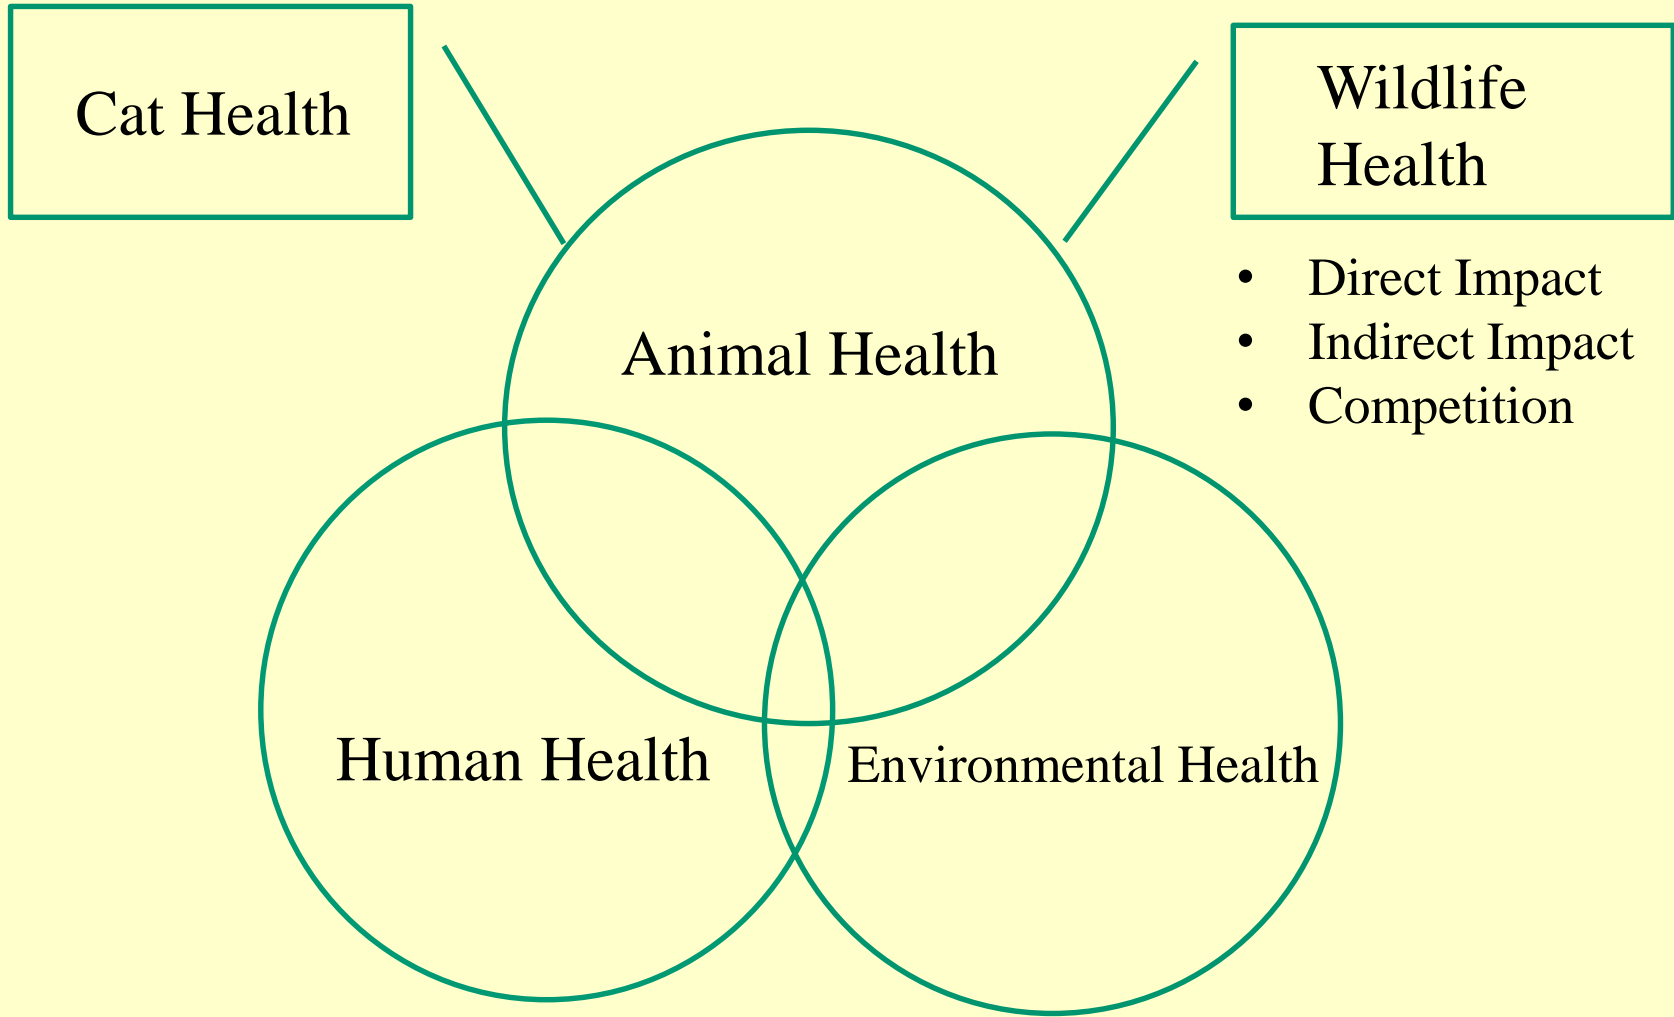 Cat Health
Wildlife
Health
• Direct Impact
• Indirect Impact
• Competition
Animal Health
Human Health
Environmental Health